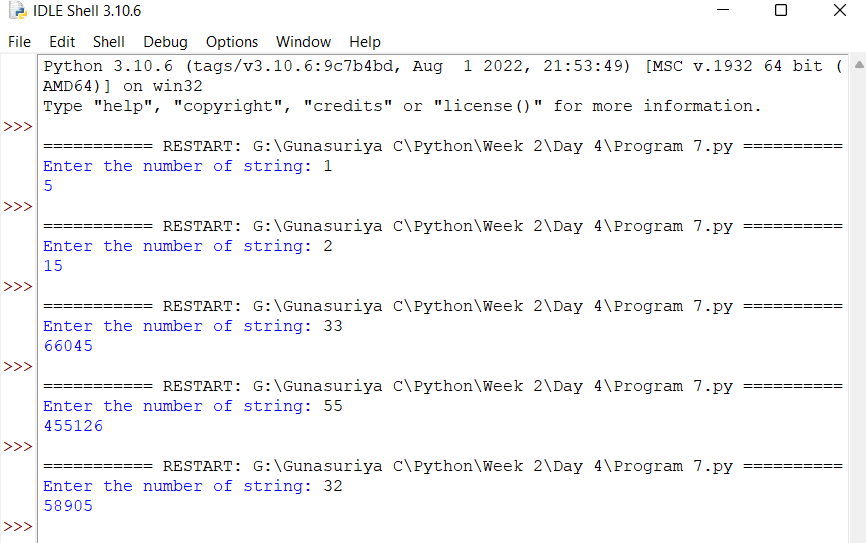 IDLE Shell 3.10.6
File Edit Shell Debug Options Window Help
Python 3.10.6 (tags/v3.10.6:9c7b4bd, Aug  1 2022, 21:53:49) [MSC v.1932 64 bit (
AMD64)] on win32
Type "help", "copyright", "credits" or "license()" for more information.
>>>
=========== RESTART: G:\Gunasuriya C\Python\Week 2\Day 4\Program 7.py ==========
Enter the number of string: 1
5
>>>
=========== RESTART: G:\Gunasuriya C\Python\Week 2\Day 4\Program 7.py ==========
Enter the number of string: 2
15
>>>
=========== RESTART: G:\Gunasuriya C\Python\Week 2\Day 4\Program 7.py ==========
Enter the number of string: 33
66045
>>>
=========== RESTART: G:\Gunasuriya C\Python\Week 2\Day 4\Program 7.py ==========
Enter the number of string: 55
455126
>>>
=========== RESTART: G:\Gunasuriya C\Python\Week 2\Day 4\Program 7.py ==========
Enter the number of string: 32
58905
>>>